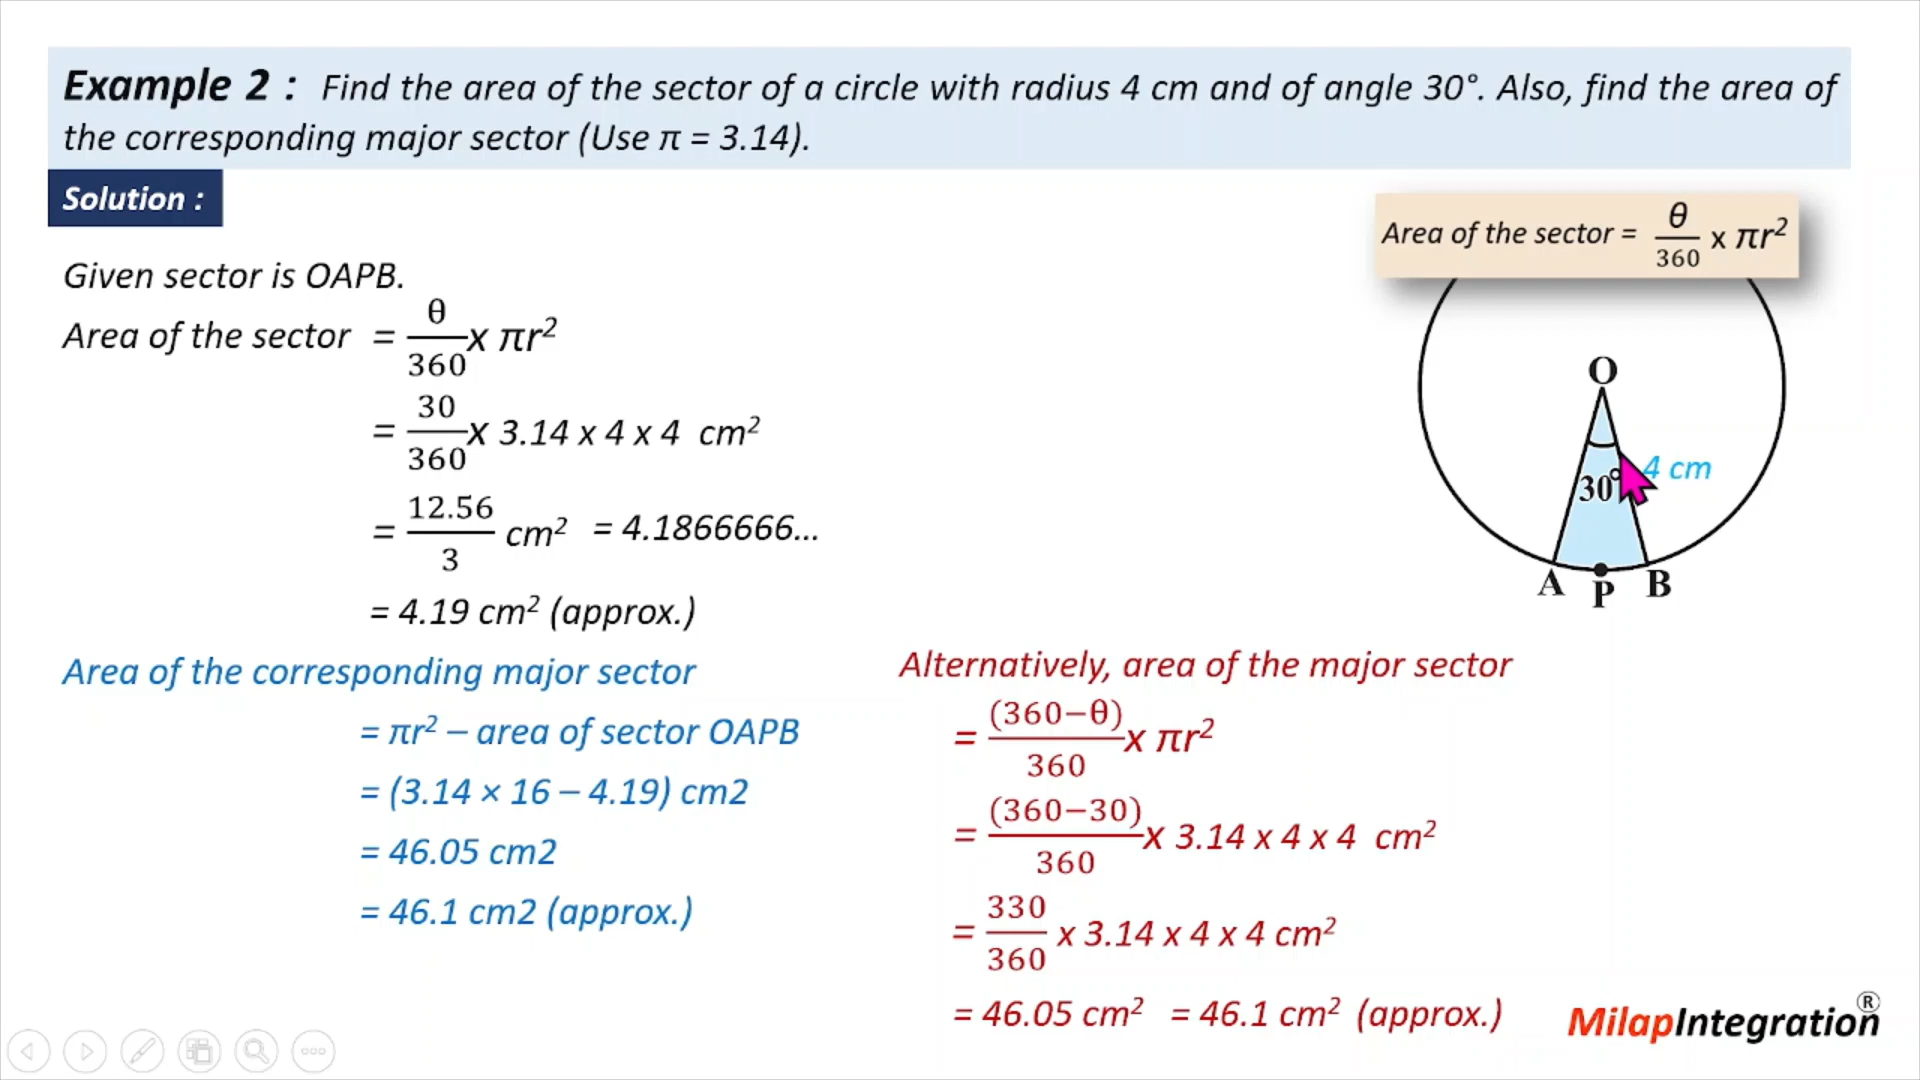 Example 2 : Find the area of the sector of a circle with radius 4 cm and of angle 30°. Also, find the area of
the corresponding major sector (Use π = 3.14).
Solution :
Area of the sector = θ/360 x πr²
Given sector is OAPB.
Area of the sector = θ/360 x πr²
= 30/360 x 3.14 x 4 x 4 cm²
= 12.56/3 cm² = 4.1866666...
= 4.19 cm² (approx.)
O
30°
4 cm
A P B
Area of the corresponding major sector
= πr² – area of sector OAPB
= (3.14 × 16 – 4.19) cm2
= 46.05 cm2
= 46.1 cm2 (approx.)
Alternatively, area of the major sector
= (360−θ)/360 x πr²
= (360−30)/360 x 3.14 x 4 x 4 cm²
= 330/360 x 3.14 x 4 x 4 cm²
= 46.05 cm² = 46.1 cm² (approx.)
MilapIntegration®